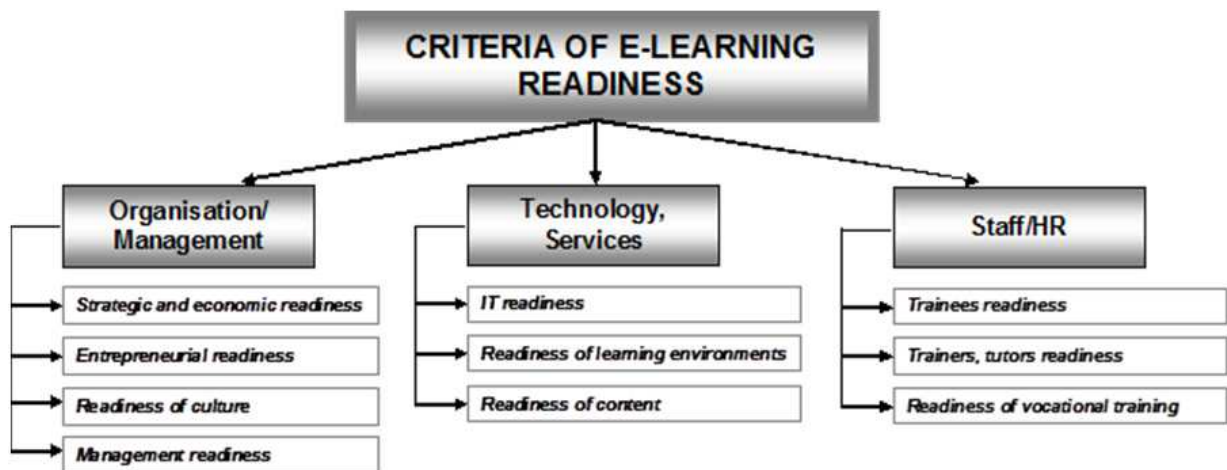 CRITERIA OF E-LEARNING
READINESS
Organisation/
Management
Strategic and economic readiness
Entrepreneurial readiness
Readiness of culture
Management readiness
Technology,
Services
IT readiness
Readiness of learning environments
Readiness of content
Staff/HR
Trainees readiness
Trainers, tutors readiness
Readiness of vocational training